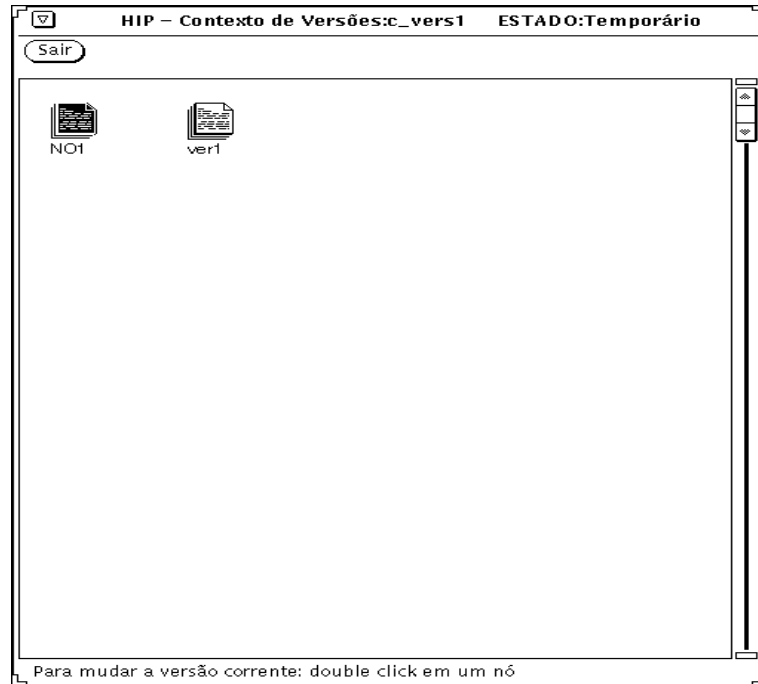 HIP – Contexto de Versões:c_vers1 ESTADO:Temporário
Sair
NO1 ver1
Para mudar a versão corrente: double click em um nó